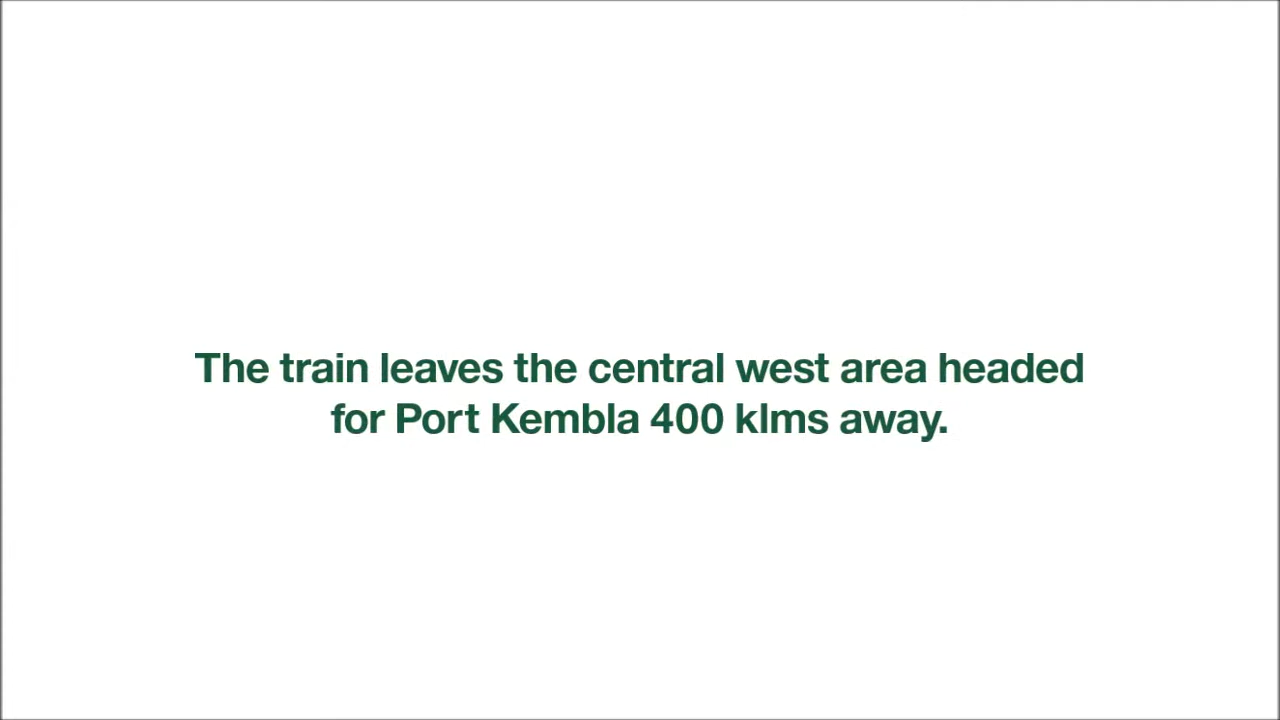 The train leaves the central west area headed
for Port Kembla 400 klms away.